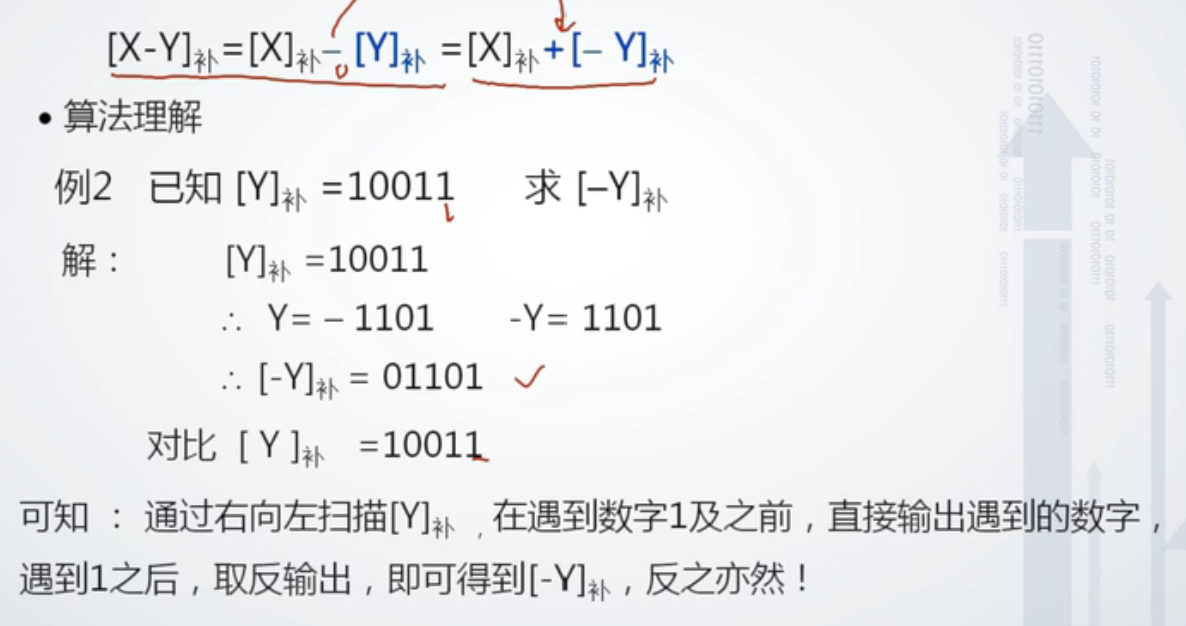 [X-Y]补=[X]补- [Y]补 =[X]补+[– Y]补
• 算法理解
例2 已知 [Y]补 =10011 求 [–Y]补
解： [Y]补 =10011
∴ Y= – 1101 -Y= 1101
∴ [-Y]补 = 01101
对比 [ Y ]补 =10011
可知 ： 通过右向左扫描[Y]补 , 在遇到数字1及之前，直接输出遇到的数字，
遇到1之后，取反输出，即可得到[-Y]补，反之亦然！